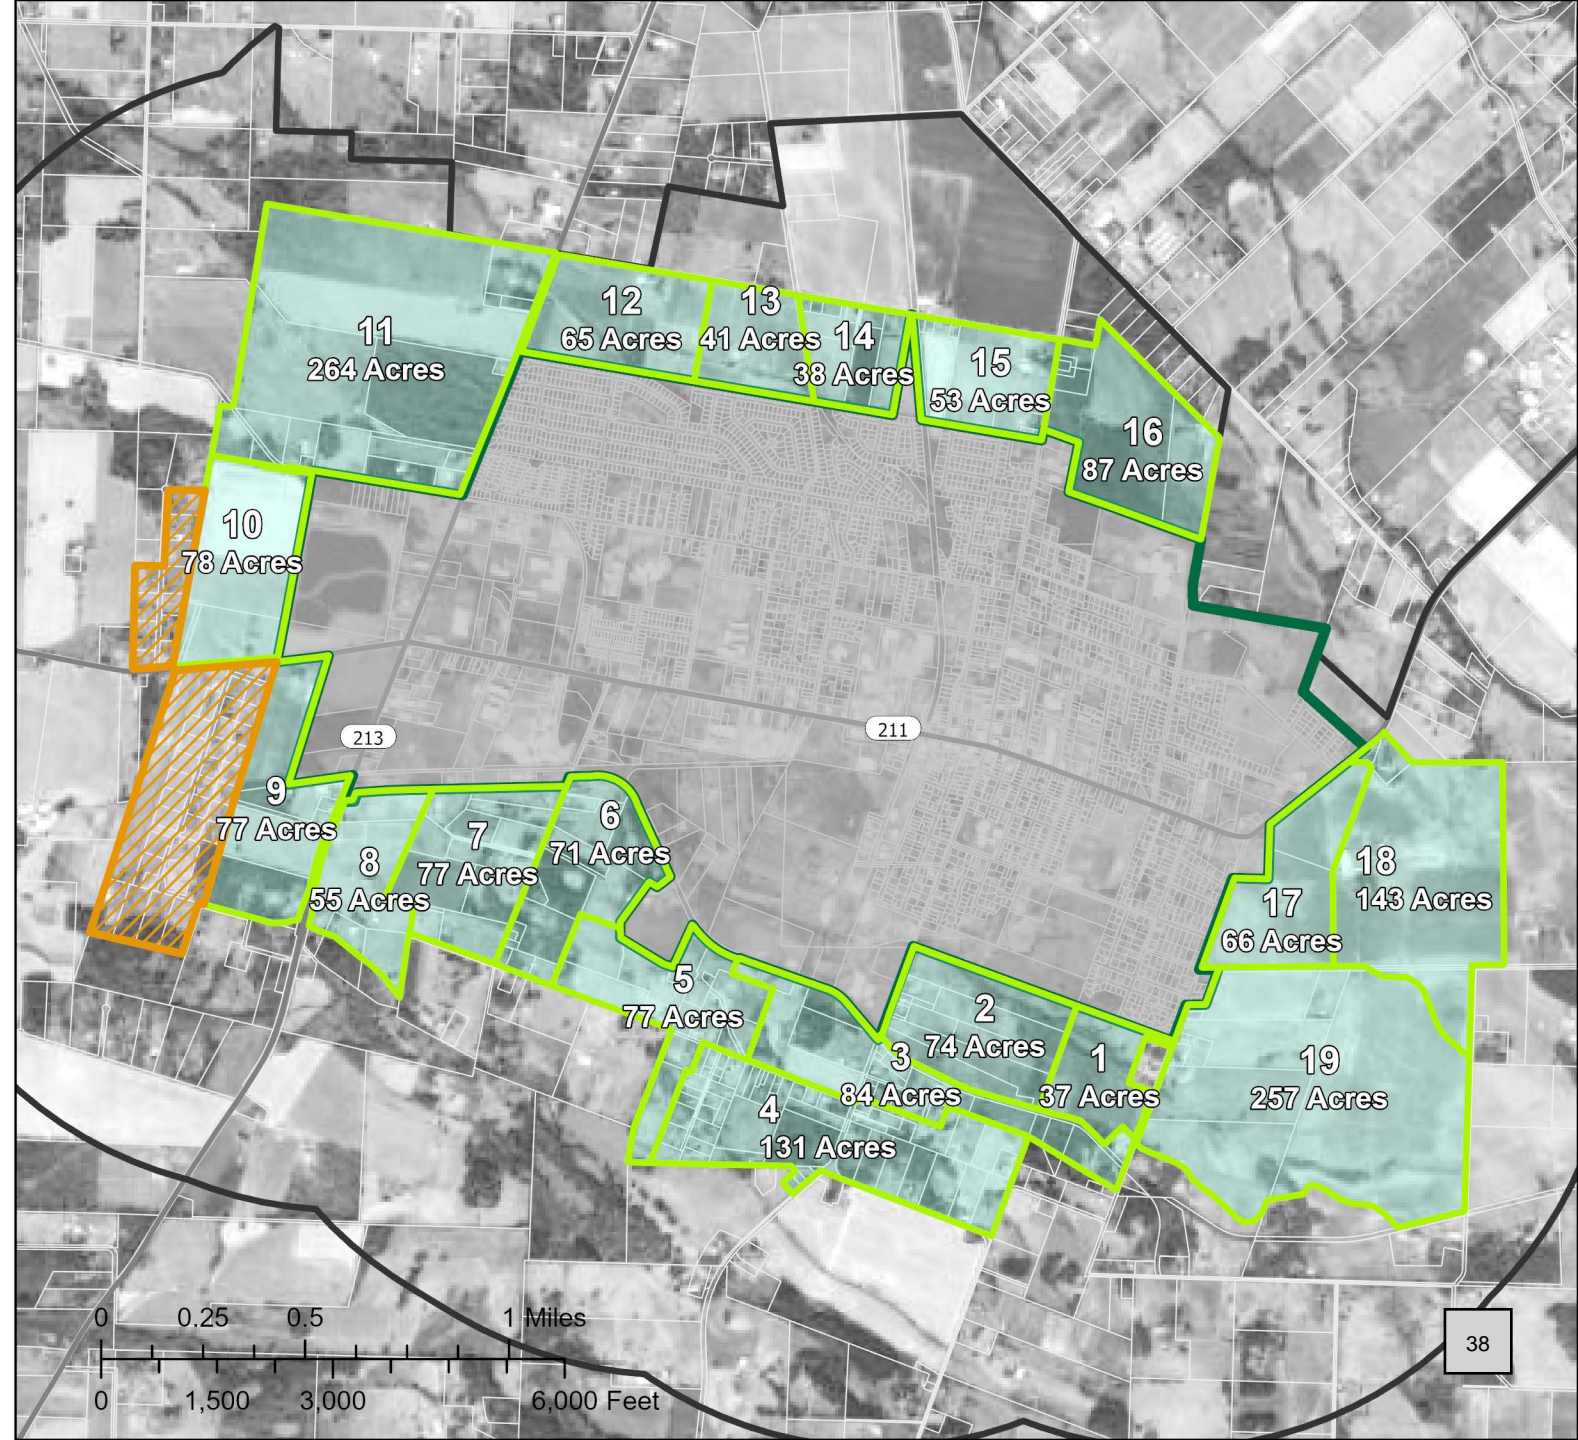 12
65 Acres
13
41 Acres
11
264 Acres
14
38 Acres
15
53 Acres
16
87 Acres
10
78 Acres
213
211
9
77 Acres
6
71 Acres
7
77 Acres
8
55 Acres
18
143 Acres
17
66 Acres
5
77 Acres
2
74 Acres
3
84 Acres
1
37 Acres
19
257 Acres
4
131 Acres
0 0.25 0.5 1 Miles
0 1,500 3,000 6,000 Feet
38